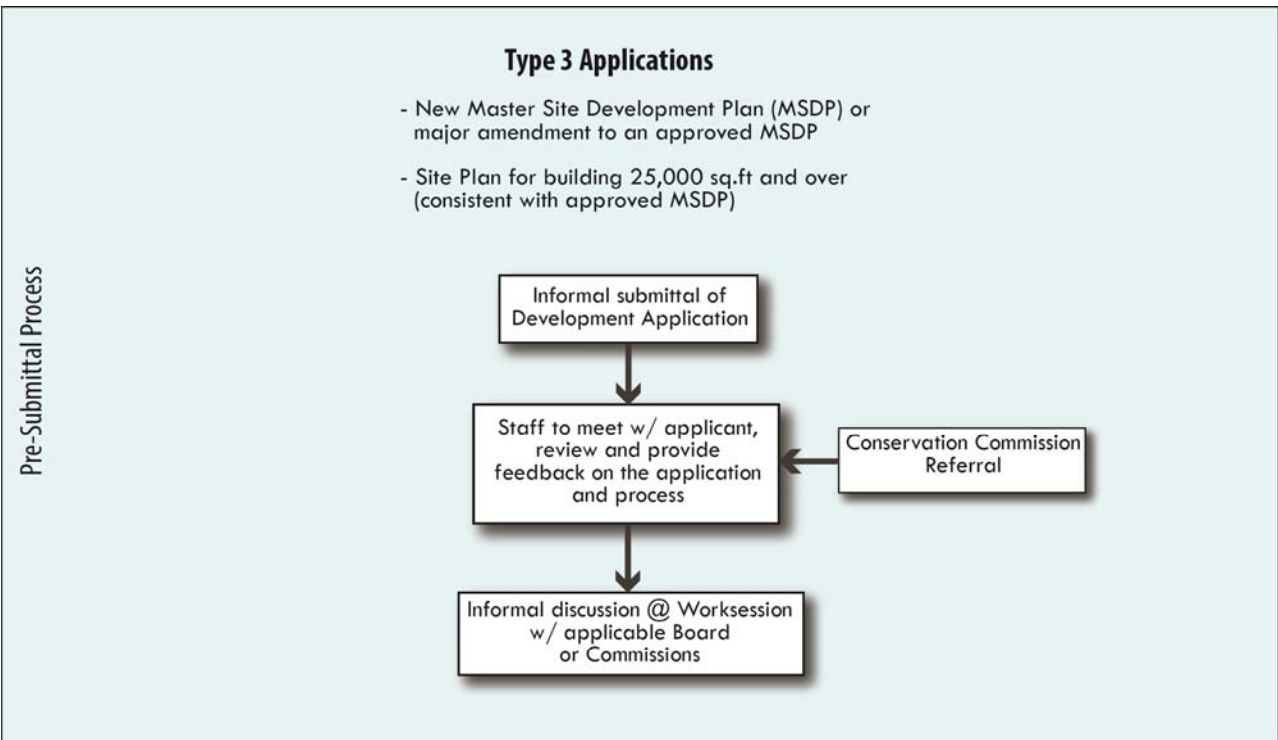 Type 3 Applications
- New Master Site Development Plan (MSDP) or
major amendment to an approved MSDP
- Site Plan for building 25,000 sq.ft and over
(consistent with approved MSDP)
Pre-Submittal Process
Informal submittal of
Development Application
Staff to meet w/ applicant,
review and provide
feedback on the application
and process
Conservation Commission
Referral
Informal discussion @ Worksession
w/ applicable Board
or Commissions